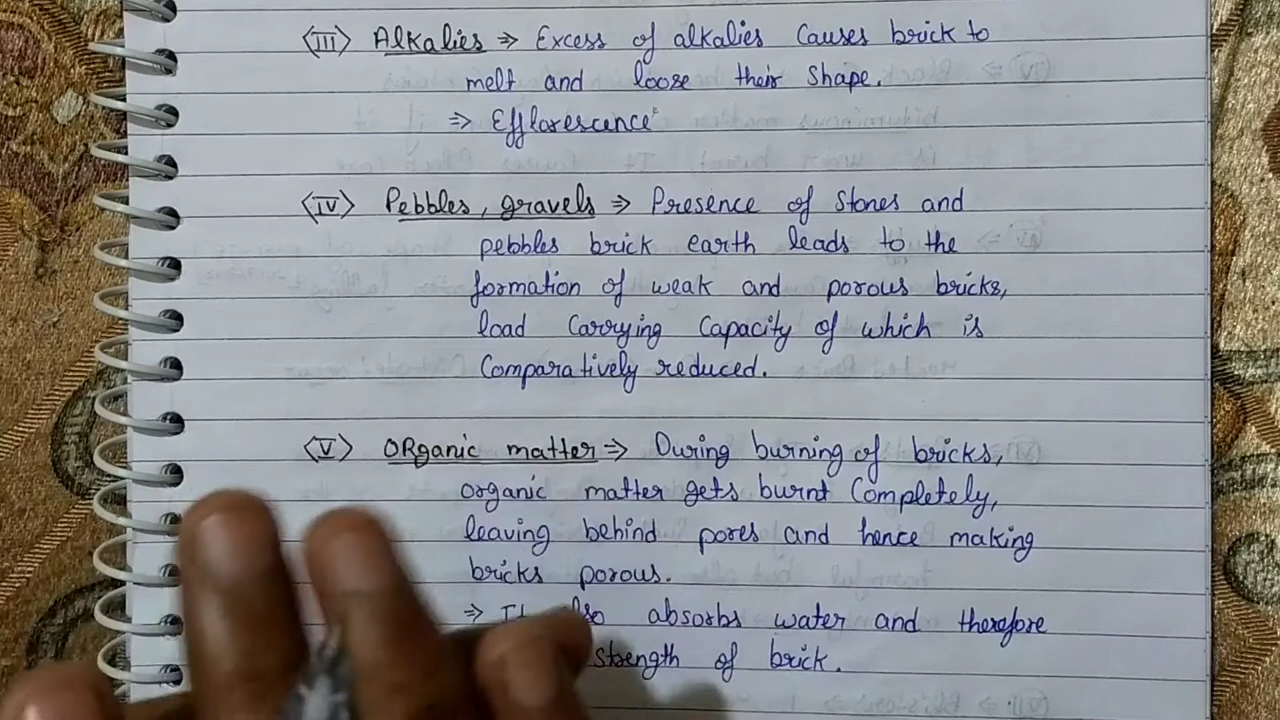 (III) Alkalies ⇒ Excess of alkalies causes brick to
melt and loose their shape.
⇒ Efflorescence
(IV) Pebbles, gravels ⇒ Presence of stones and
pebbles brick earth leads to the
formation of weak and porous bricks,
load carrying capacity of which is
comparatively reduced.
(V) Organic matter ⇒ During burning of bricks,
organic matter gets burnt completely,
leaving behind pores and hence making
bricks porous.
⇒ It also absorbs water and therefore
strength of brick.